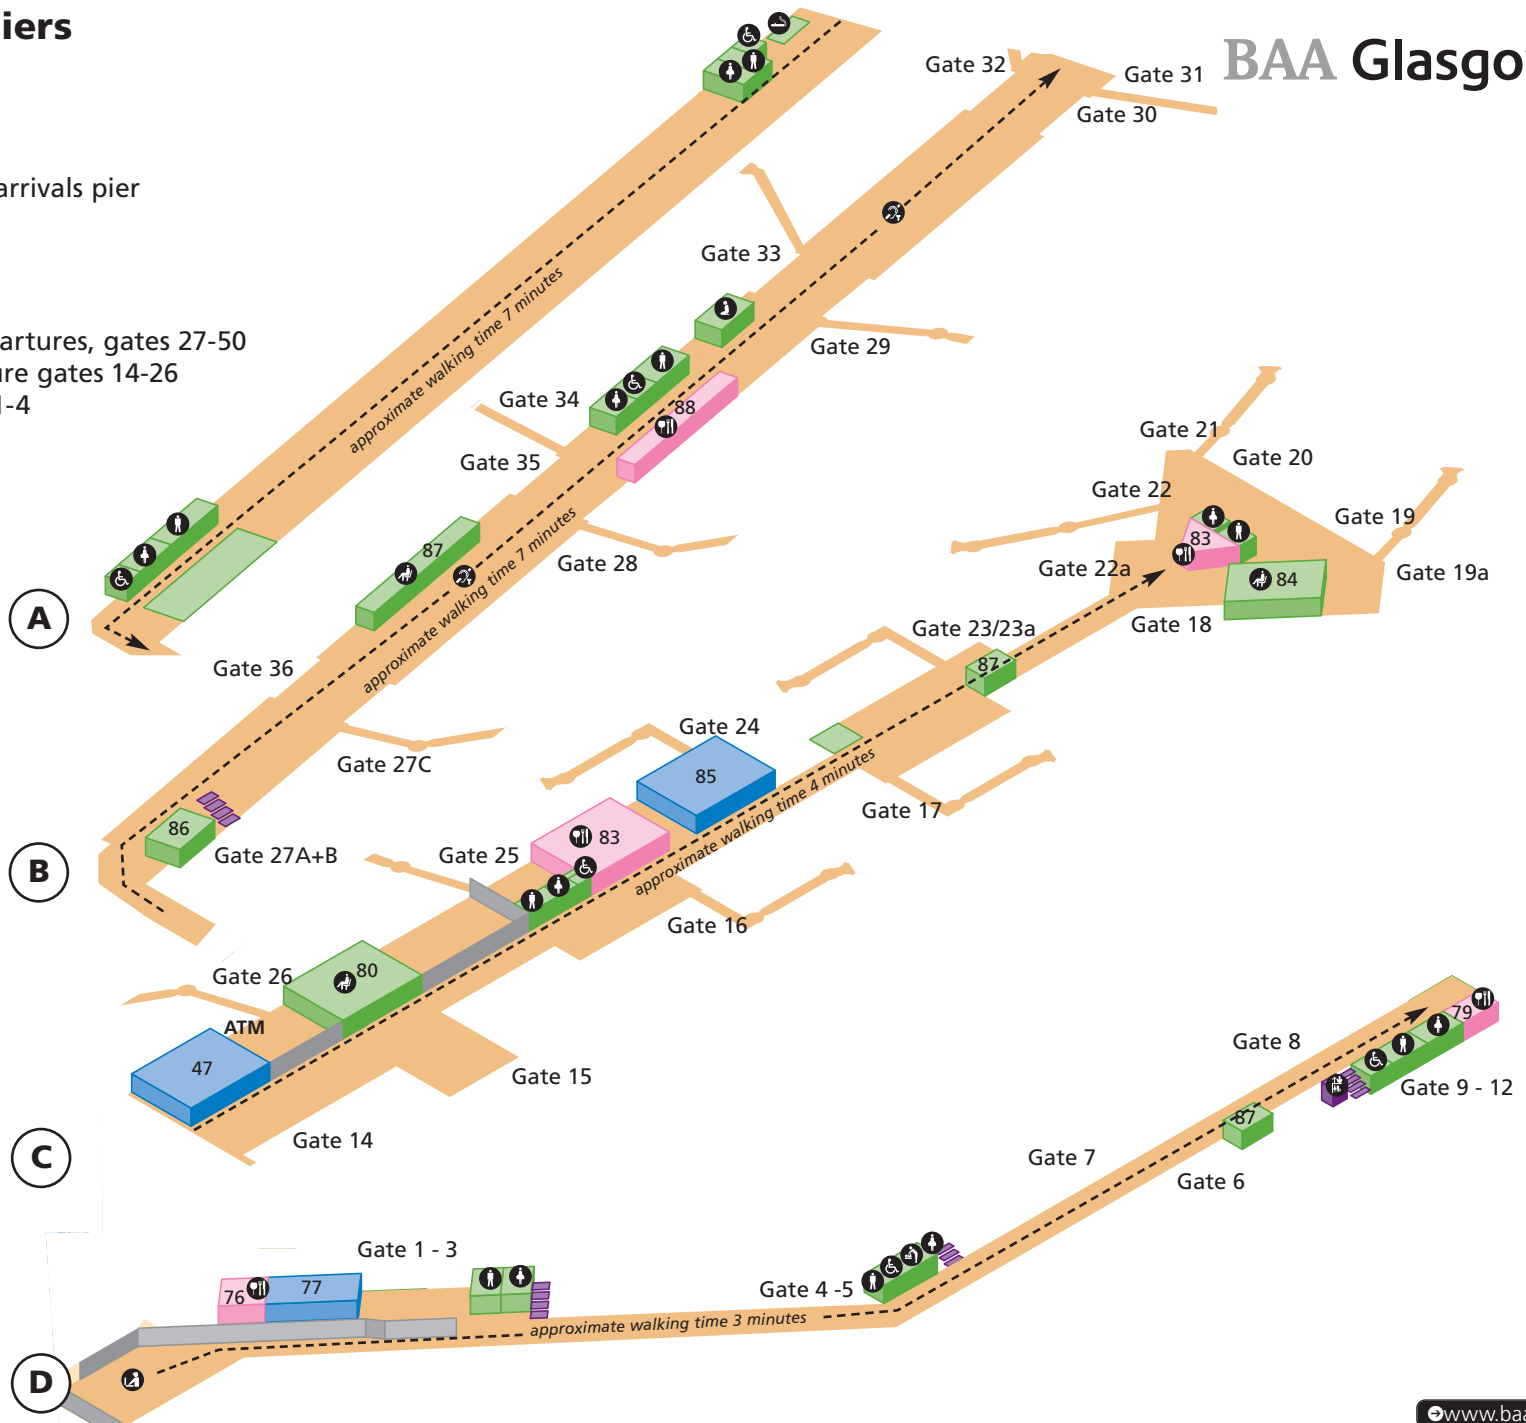 iers
BAA Glasgo
arrivals pier
artures, gates 27-50
ure gates 14-26
1-4
Gate 32
Gate 31
Gate 30
Gate 33
approximate walking time 7 minutes
Gate 29
Gate 34
88
Gate 35
Gate 21
Gate 20
Gate 22
Gate 19
83
87
Gate 28
approximate walking time 7 minutes
Gate 22a
84
Gate 19a
A
Gate 18
Gate 23/23a
87
Gate 36
Gate 24
Gate 27C
85
approximate walking time 4 minutes
Gate 17
86
Gate 27A+B
Gate 25
83
B
Gate 16
Gate 26
80
ATM
47
Gate 15
Gate 14
C
79
Gate 8
Gate 9 - 12
87
Gate 7
Gate 6
Gate 1 - 3
76
77
Gate 4 -5
approximate walking time 3 minutes
D
www.baa